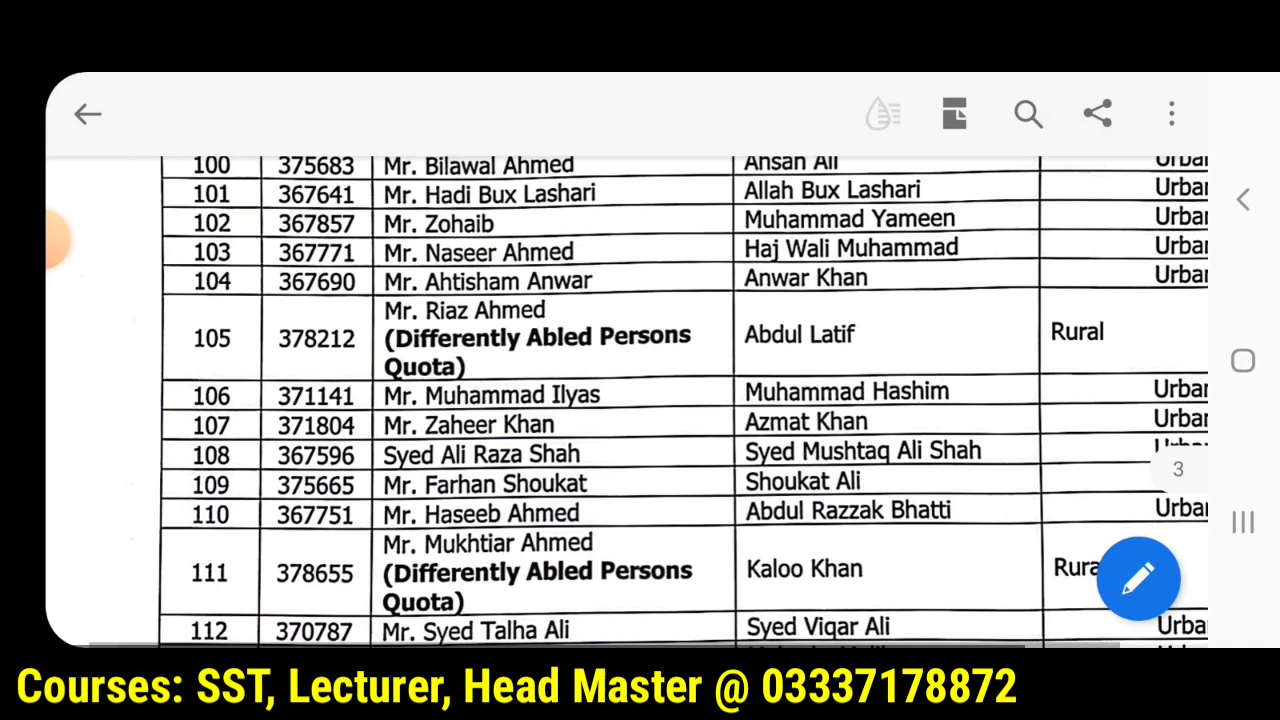 100 375683 Mr. Bilawal Ahmed Ahsan Ali Urban
101 367641 Mr. Hadi Bux Lashari Allah Bux Lashari Urban
102 367857 Mr. Zohaib Muhammad Yameen Urban
103 367771 Mr. Naseer Ahmed Haj Wali Muhammad Urban
104 367690 Mr. Ahtisham Anwar Anwar Khan Urban
Mr. Riaz Ahmed
105 378212 (Differently Abled Persons Abdul Latif Rural
Quota)
106 371141 Mr. Muhammad Ilyas Muhammad Hashim Urban
107 371804 Mr. Zaheer Khan Azmat Khan Urban
108 367596 Syed Ali Raza Shah Syed Mushtaq Ali Shah
3
109 375665 Mr. Farhan Shoukat Shoukat Ali
110 367751 Mr. Haseeb Ahmed Abdul Razzak Bhatti Urban
Mr. Mukhtiar Ahmed
111 378655 (Differently Abled Persons Kaloo Khan Rura
Quota)
112 370787 Mr. Syed Talha Ali Syed Viqar Ali Urba
Courses: SST, Lecturer, Head Master @ 03337178872